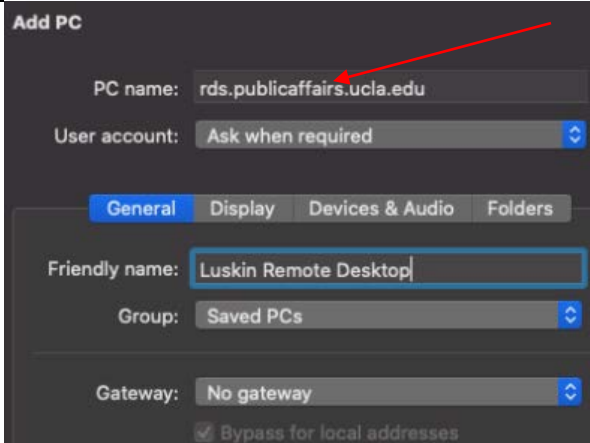 Add PC
PC name: rds.publicaffairs.ucla.edu
User account: Ask when required
General Display Devices & Audio Folders
Friendly name: Luskin Remote Desktop
Group: Saved PCs
Gateway: No gateway
Bypass for local addresses